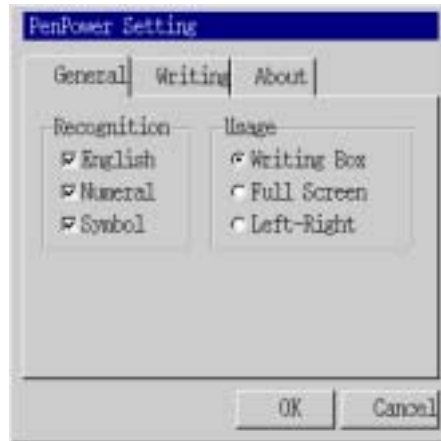 PenPower Setting
General Writing About
Recognition Usage
English Writing Box
Numeral Full Screen
Symbol Left-Right
OK Cancel